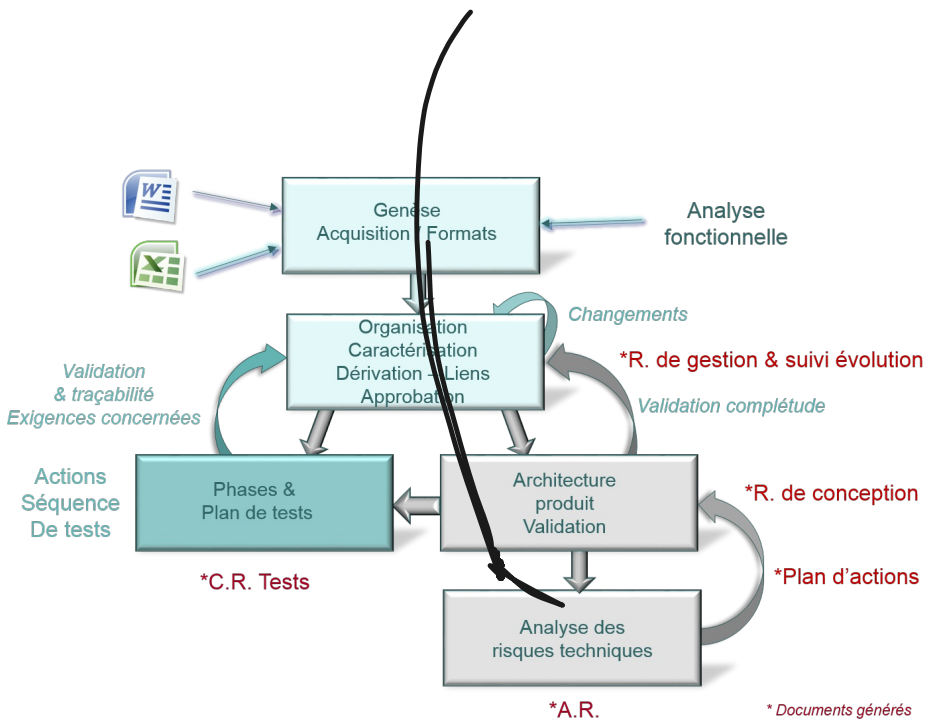 W
X
Genèse
Acquisition / Formats
Analyse
fonctionnelle
Changements
Organisation
Caractérisation
Dérivation – Liens
Approbation
*R. de gestion & suivi évolution
Validation
& traçabilité
Exigences concernées
Validation complétude
Actions
Séquence
De tests
Phases &
Plan de tests
Architecture
produit
Validation
*R. de conception
*C.R. Tests
*Plan d’actions
Analyse des
risques techniques
*A.R.
* Documents générés